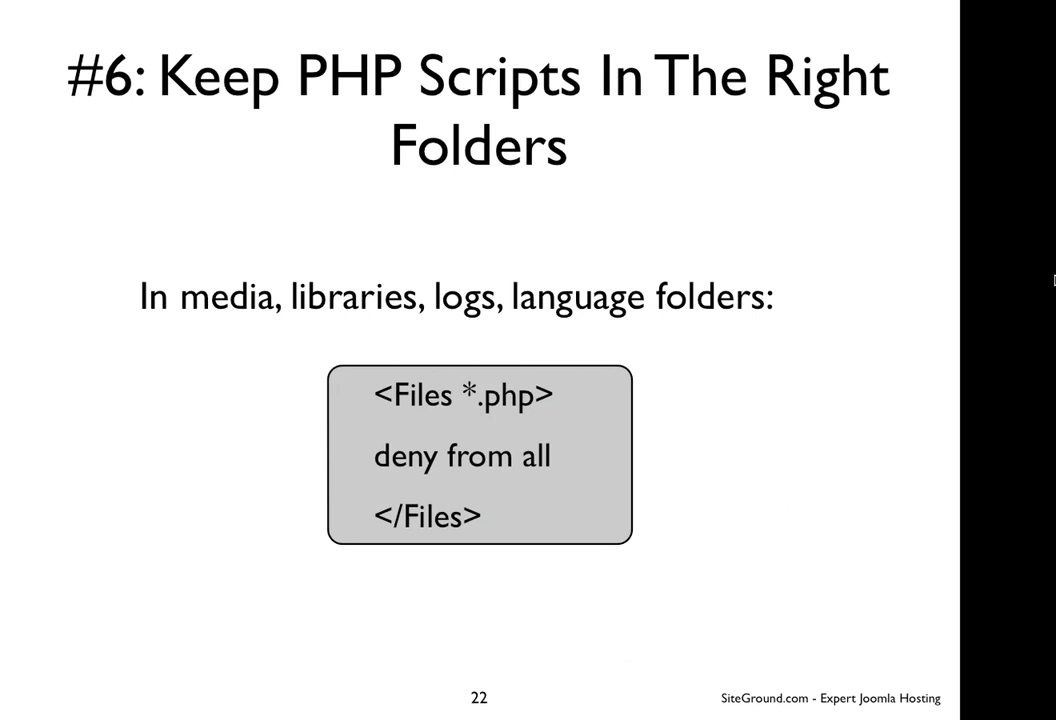 #6: Keep PHP Scripts In The Right
Folders
In media, libraries, logs, language folders:
<Files *.php>
deny from all
</Files>
22
SiteGround.com - Expert Joomla Hosting